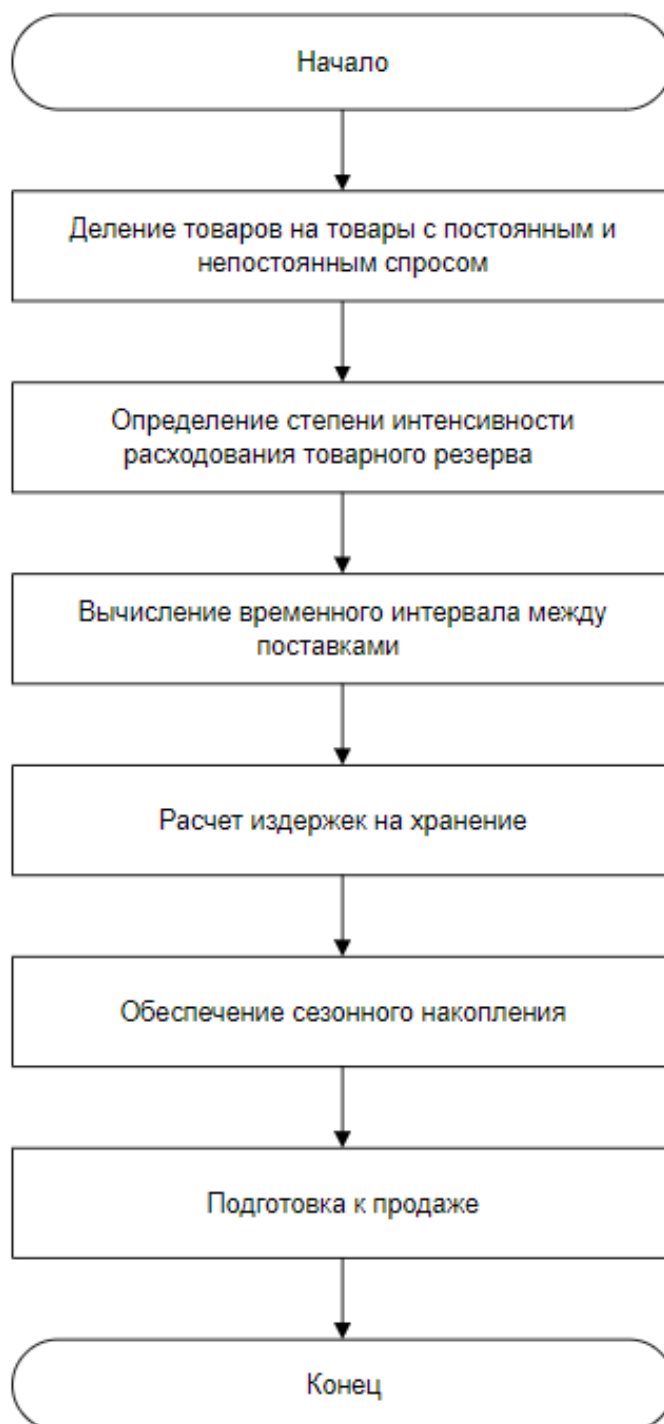 Начало
Деление товаров на товары с постоянным и
непостоянным спросом
Определение степени интенсивности
расходования товарного резерва
Вычисление временного интервала между
поставками
Расчет издержек на хранение
Обеспечение сезонного накопления
Подготовка к продаже
Конец